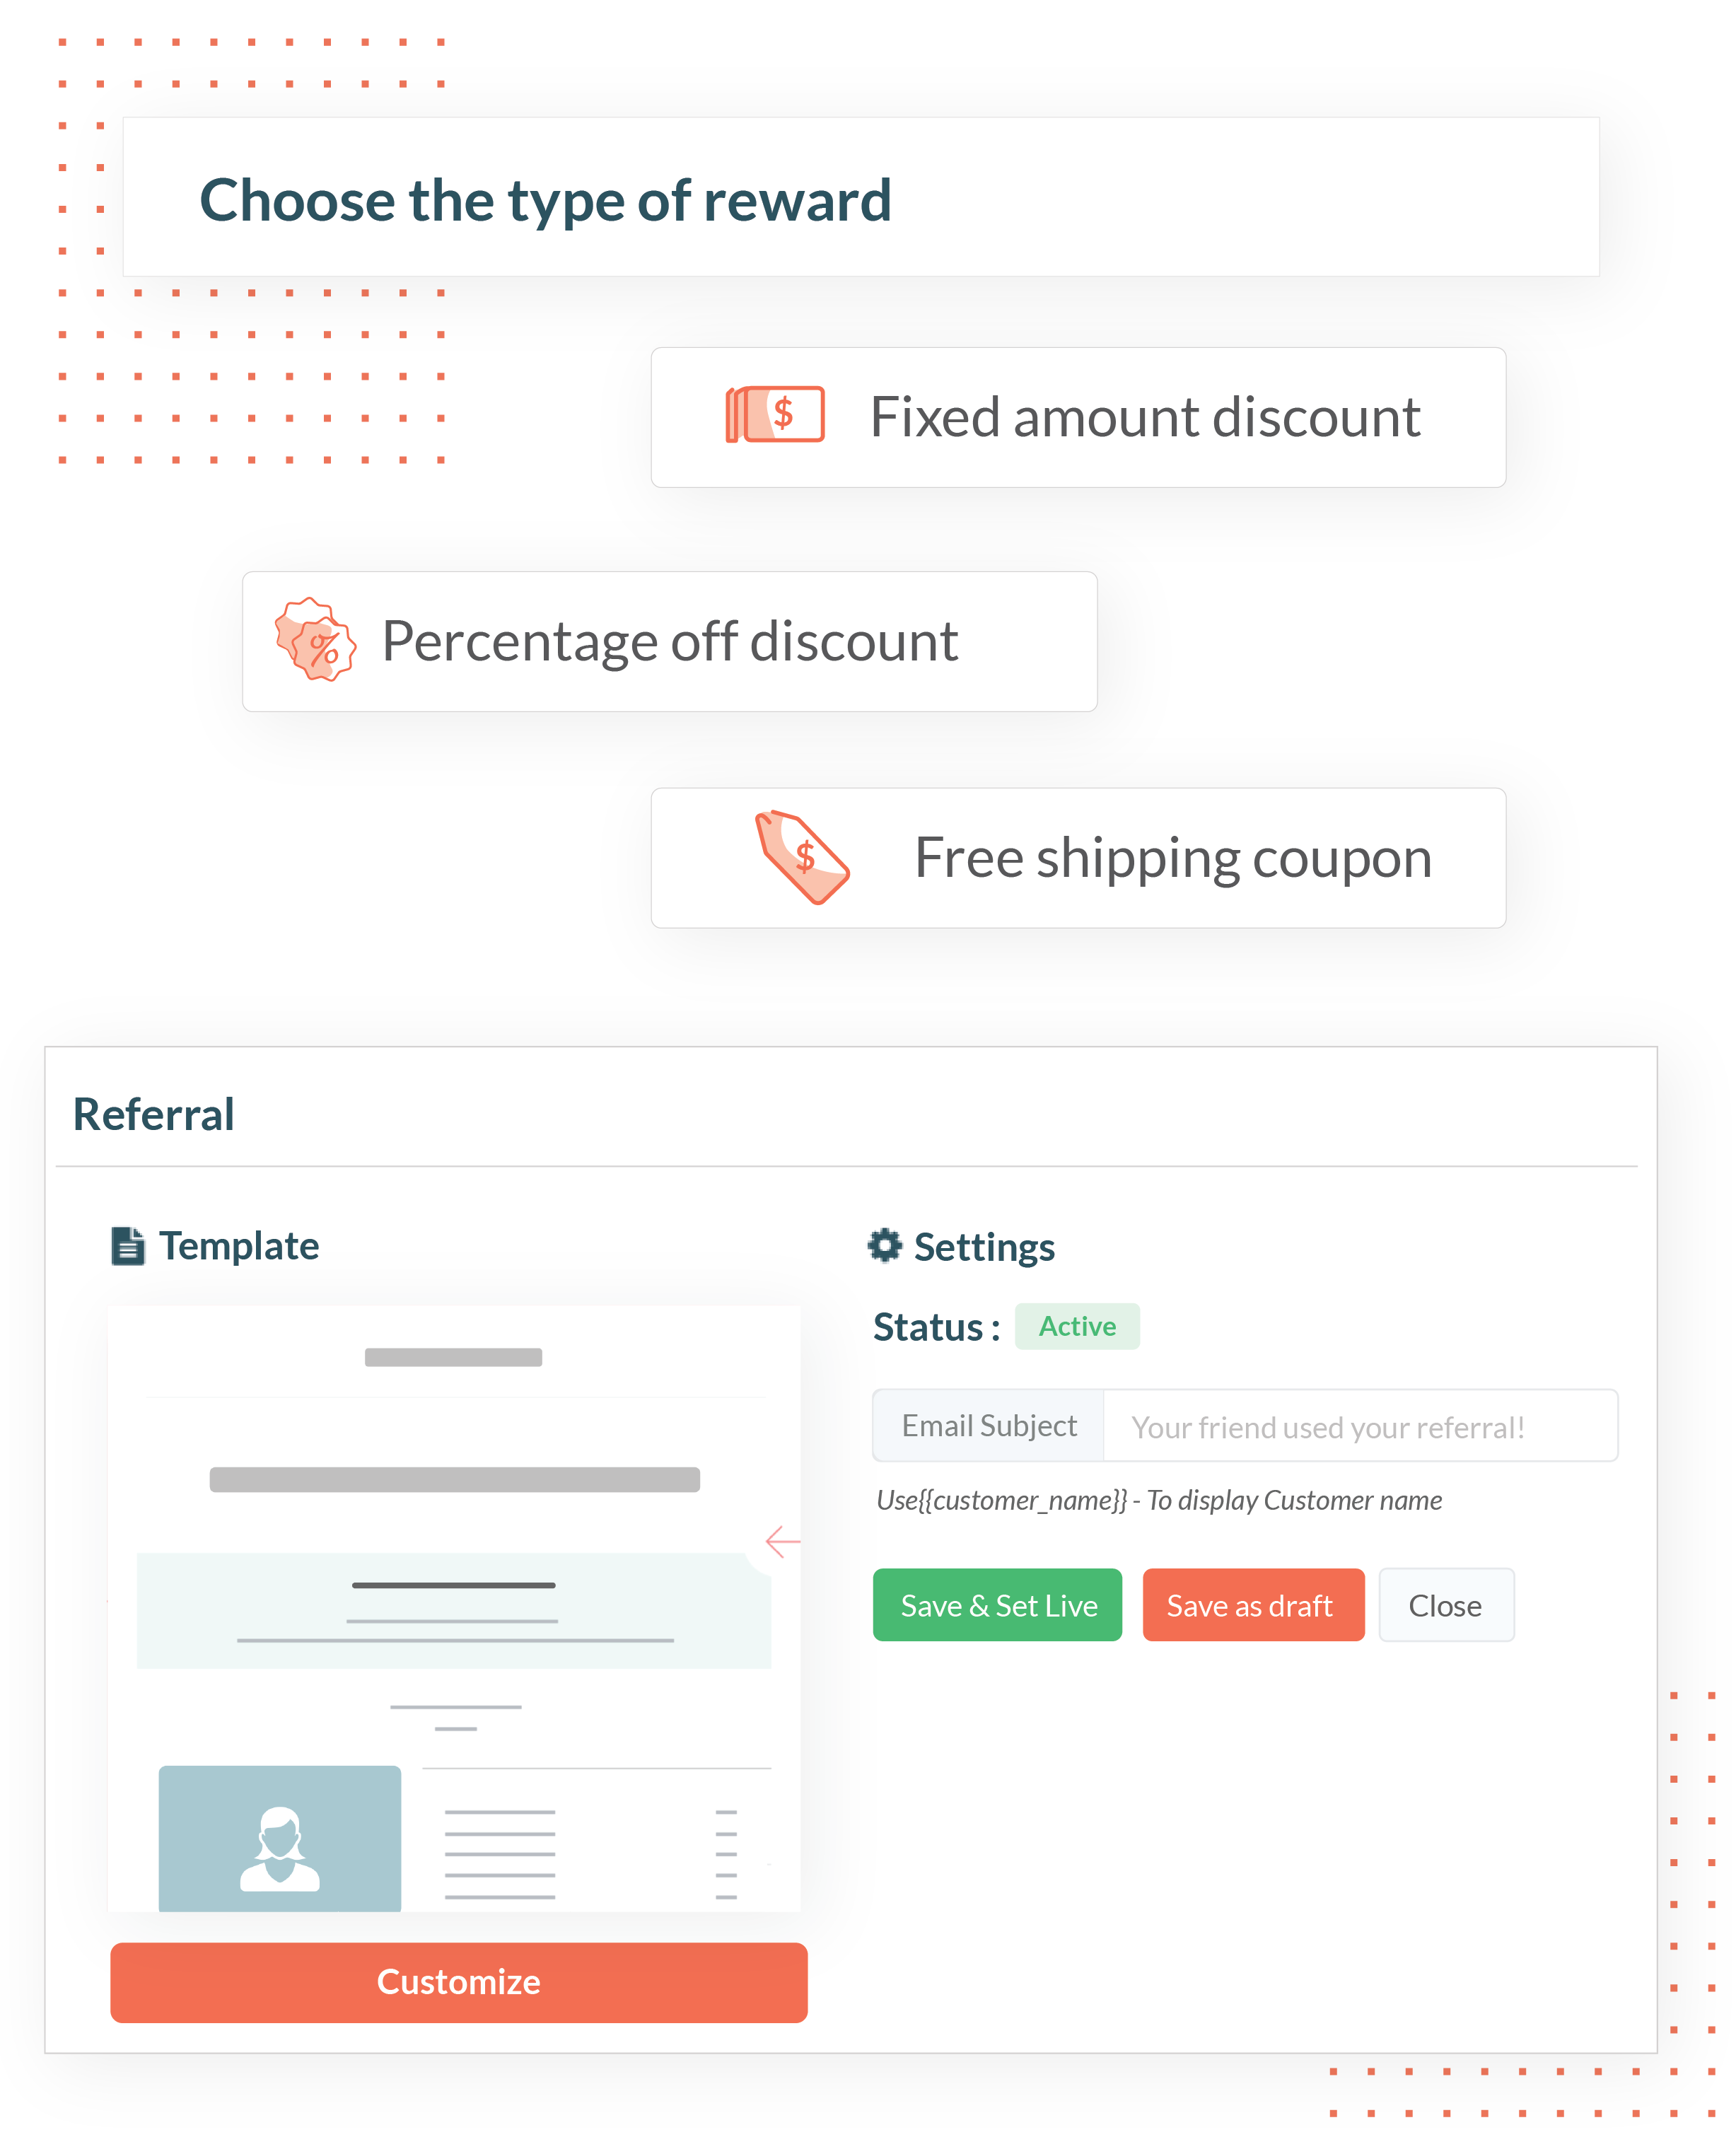 Choose the type of reward
$ Fixed amount discount
% Percentage off discount
$ Free shipping coupon
Referral
Template
Settings
Status : Active
Email Subject Your friend used your referral!
Use{{customer_name}} - To display Customer name
Save & Set Live Save as draft Close
Customize